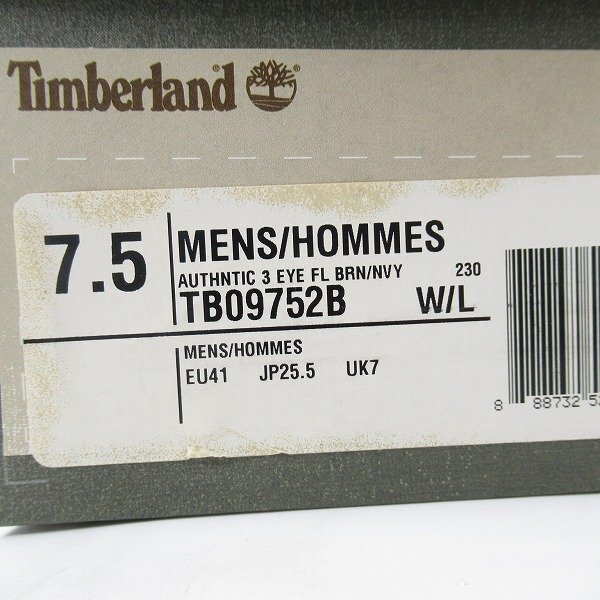 Timberland
7.5
MENS/HOMMES
AUTHNTIC 3 EYE FL BRN/NVY 230
TB09752B W/L
MENS/HOMMES
EU41 JP25.5 UK7
8 88732